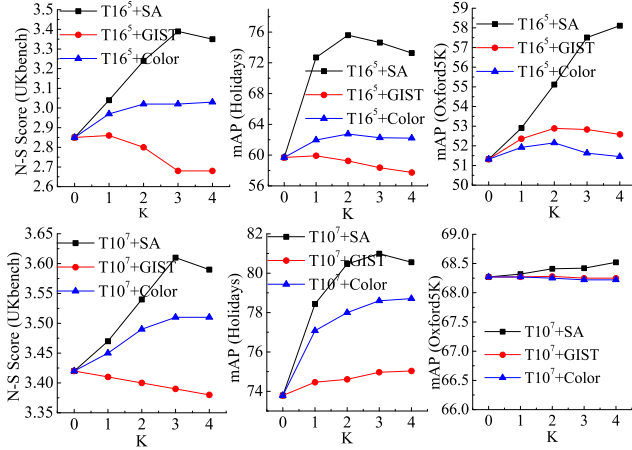 N-S Score (UKbench)
3.5
3.4
3.3
3.2
3.1
3.0
2.9
2.8
2.7
2.6
T16⁵+SA
T16⁵+GIST
T16⁵+Color
0 1 2 3 4
K
mAP (Holidays)
76
72
68
64
60
56
T16⁵+SA
T16⁵+GIST
T16⁵+Color
0 1 2 3 4
K
mAP (Oxford5K)
58
57
56
55
54
53
52
51
50
T16⁵+SA
T16⁵+GIST
T16⁵+Color
0 1 2 3 4
K
N-S Score (UKbench)
3.65
3.60
3.55
3.50
3.45
3.40
3.35
T10⁷+SA
T10⁷+GIST
T10⁷+Color
0 1 2 3 4
K
mAP (Holidays)
82
80
78
76
74
T10⁷+SA
T10⁷+GIST
T10⁷+Color
0 1 2 3 4
K
mAP (Oxford5K)
69.0
68.5
68.0
67.5
67.0
66.5
66.0
T10⁷+SA
T10⁷+GIST
T10⁷+Color
0 1 2 3 4
K